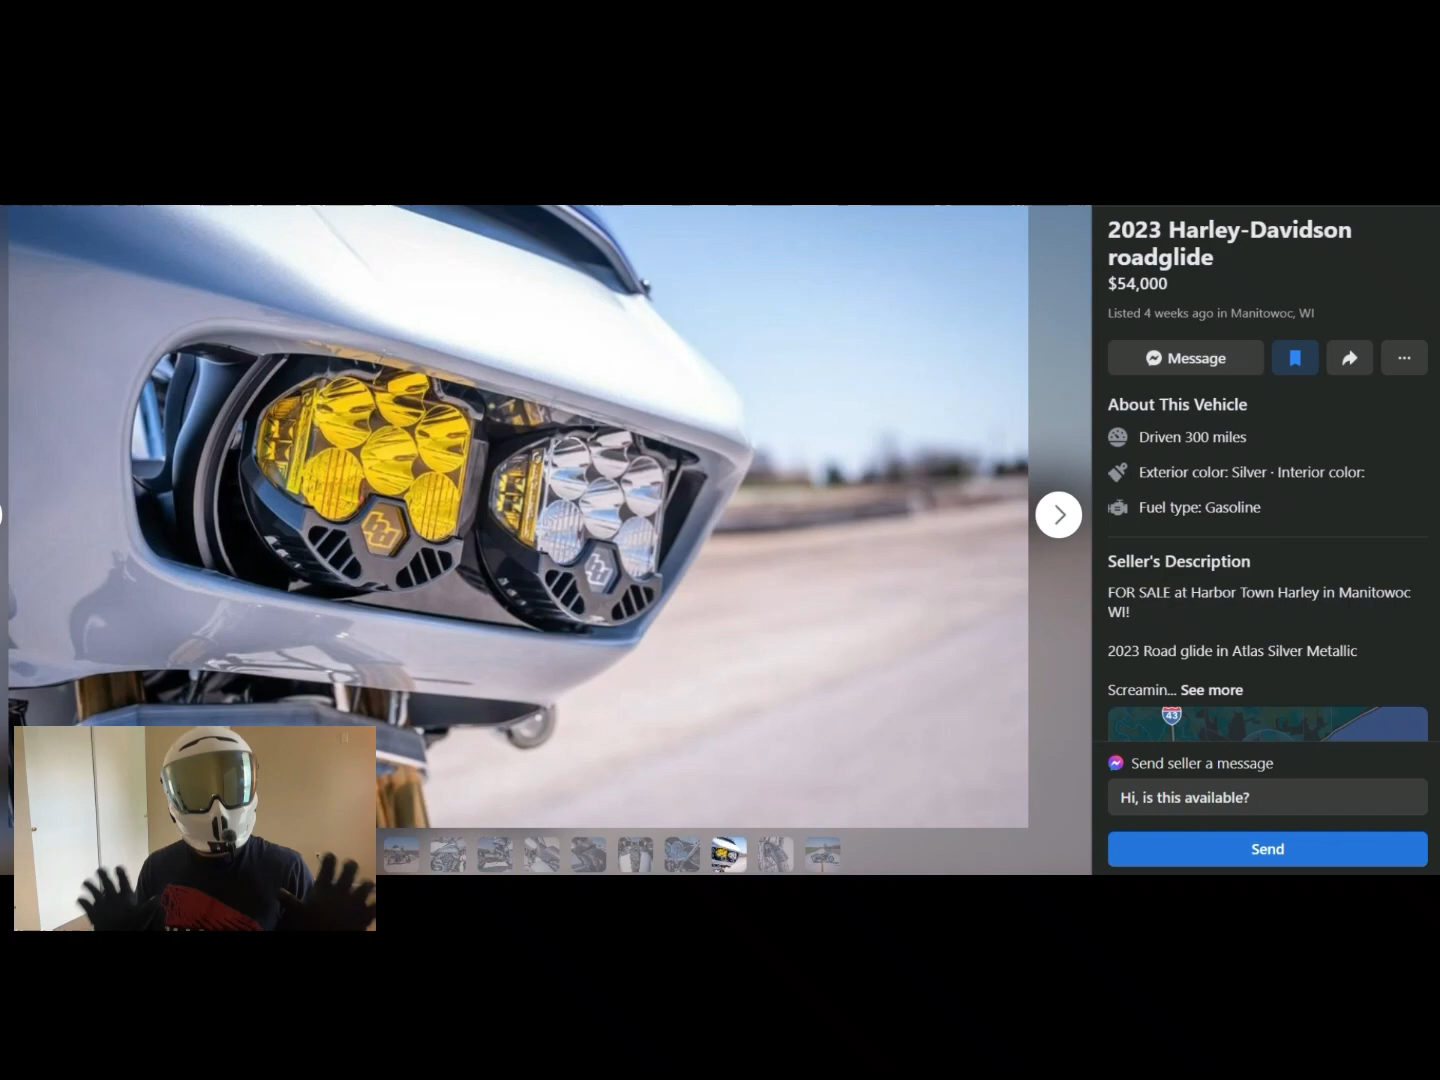 2023 Harley-Davidson
roadglide
$54,000
Listed 4 weeks ago in Manitowoc, WI
Message
About This Vehicle
Driven 300 miles
Exterior color: Silver · Interior color:
Fuel type: Gasoline
Seller's Description
FOR SALE at Harbor Town Harley in Manitowoc
WI!
2023 Road glide in Atlas Silver Metallic
Screamin... See more
43
Send seller a message
Hi, is this available?
Send
bd
bd